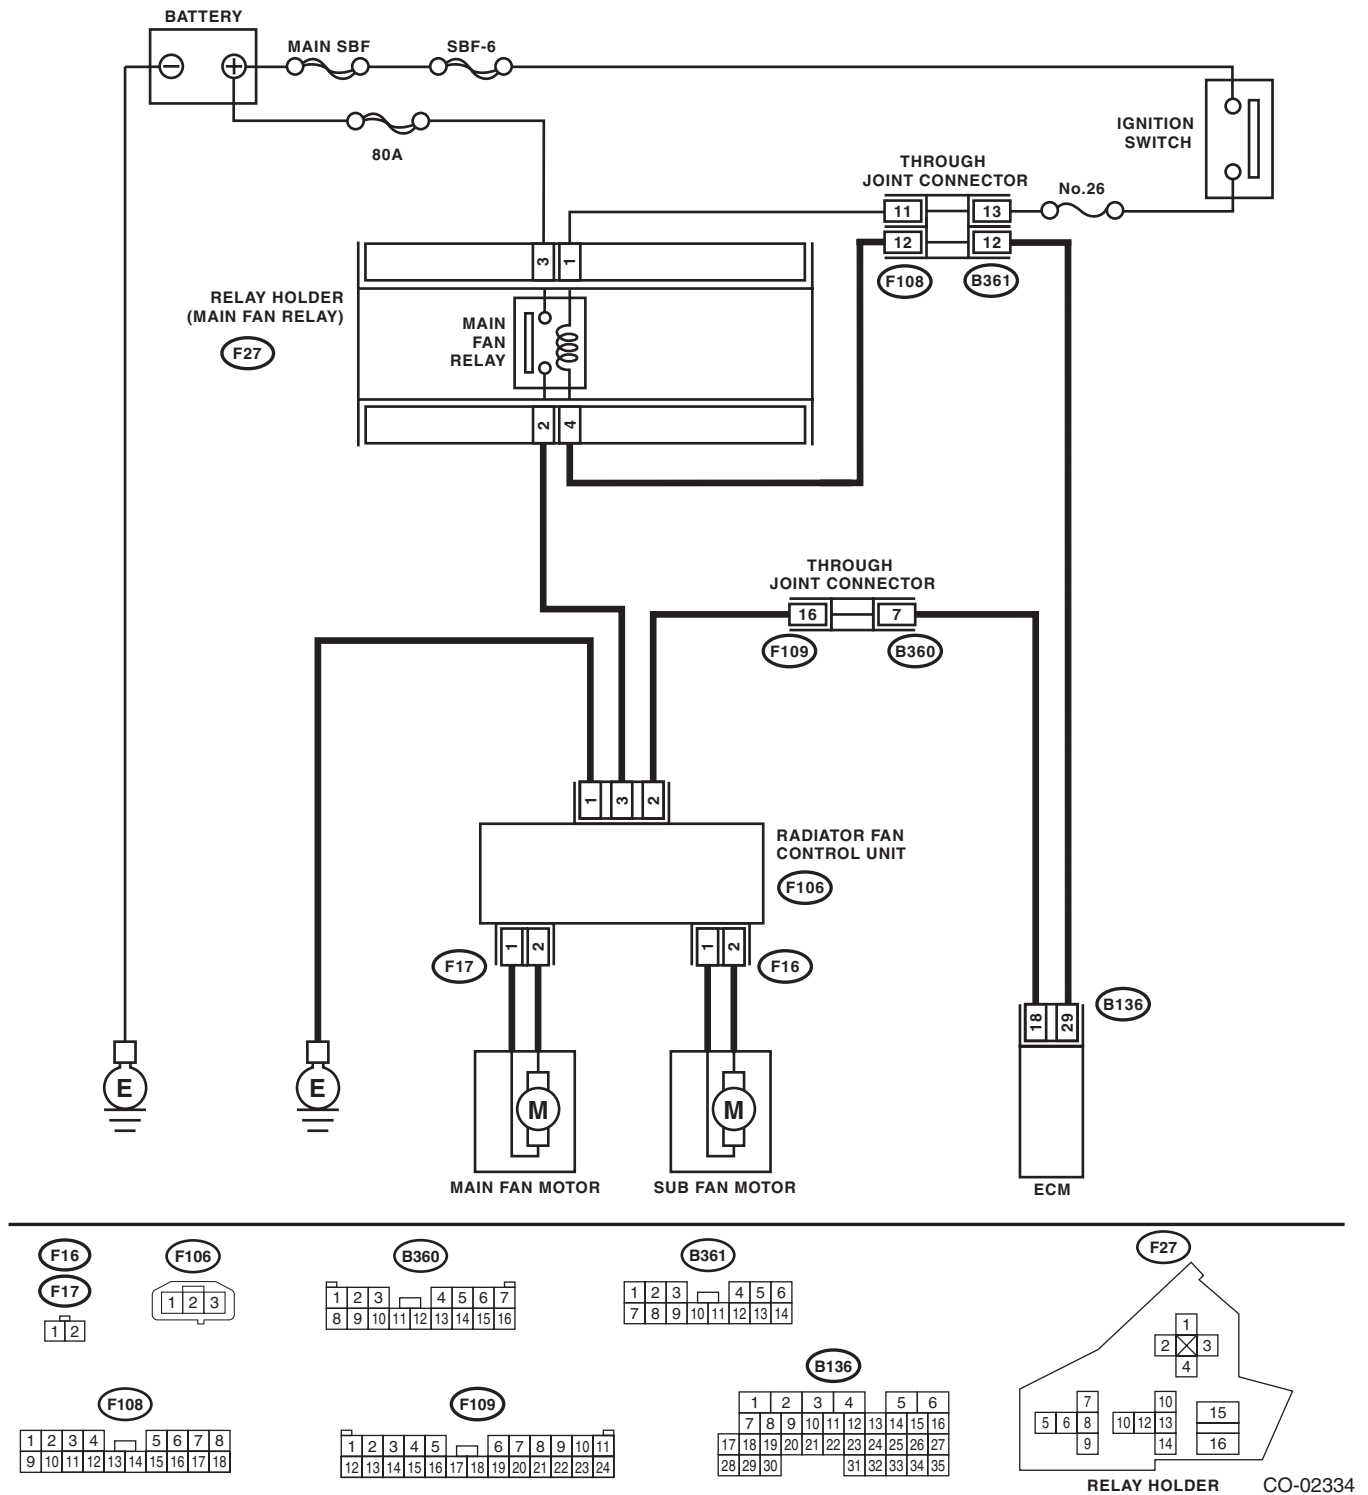 BATTERY
MAIN SBF
SBF-6
80A
IGNITION
SWITCH
THROUGH
JOINT CONNECTOR
No.26
11
13
12
12
F108
B361
3
1
RELAY HOLDER
(MAIN FAN RELAY)
F27
MAIN
FAN
RELAY
2
4
THROUGH
JOINT CONNECTOR
16
7
F109
B360
1
3
2
RADIATOR FAN
CONTROL UNIT
F106
1
2
1
2
F17
F16
B136
18
29
E
E
M
M
MAIN FAN MOTOR
SUB FAN MOTOR
ECM
F16
F17
1 2
F106
1 2 3
B360
1 2 3 4 5 6 7
8 9 10 11 12 13 14 15 16
B361
1 2 3 4 5 6
7 8 9 10 11 12 13 14
F27
1
2 3
4
7 10
5 6 8 10 12 13 15
9 14 16
RELAY HOLDER
F108
1 2 3 4 5 6 7 8
9 10 11 12 13 14 15 16 17 18
F109
1 2 3 4 5 6 7 8 9 10 11
12 13 14 15 16 17 18 19 20 21 22 23 24
B136
1 2 3 4 5 6
7 8 9 10 11 12 13 14 15 16
17 18 19 20 21 22 23 24 25 26 27
28 29 30 31 32 33 34 35
CO-02334